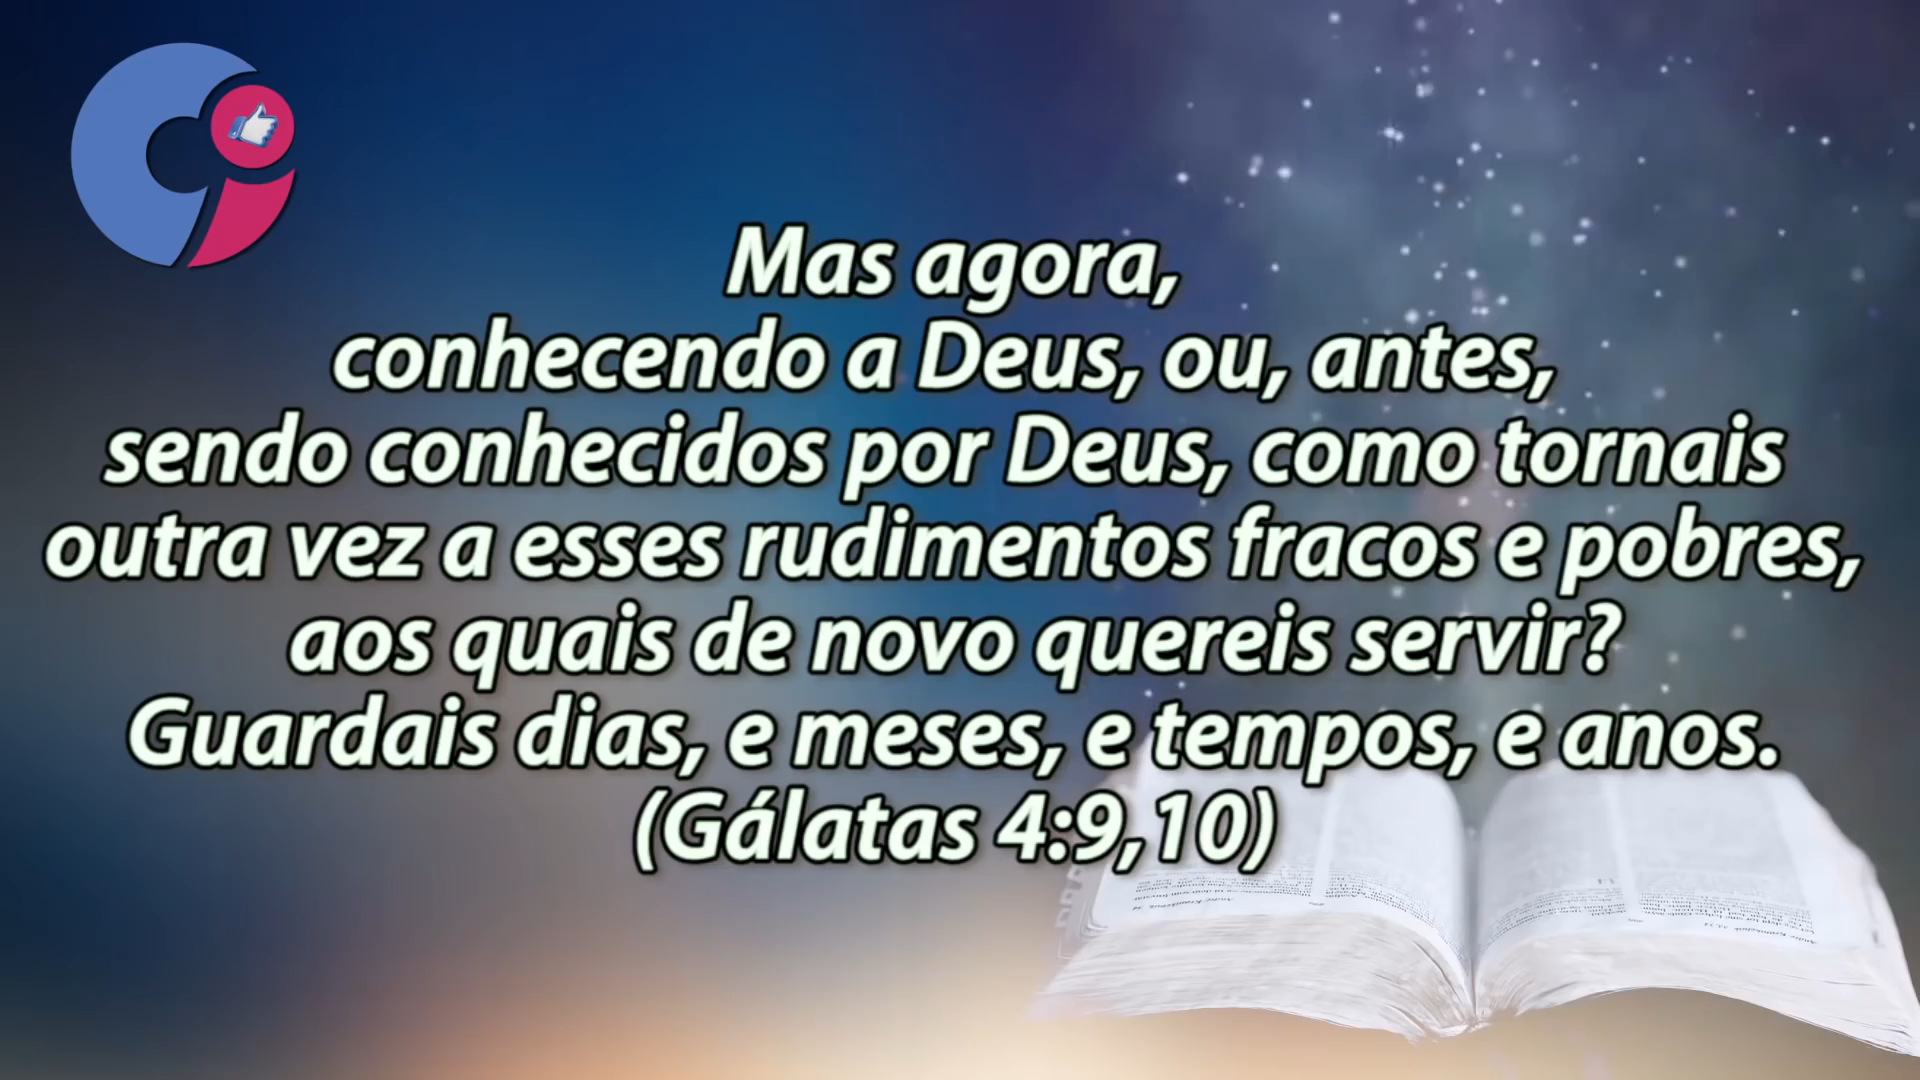 Mas agora,
conhecendo a Deus, ou, antes,
sendo conhecidos por Deus, como tornais
outra vez a esses rudimentos fracos e pobres,
aos quais de novo quereis servir?
Guardais dias, e meses, e tempos, e anos.
(Gálatas 4:9,10)